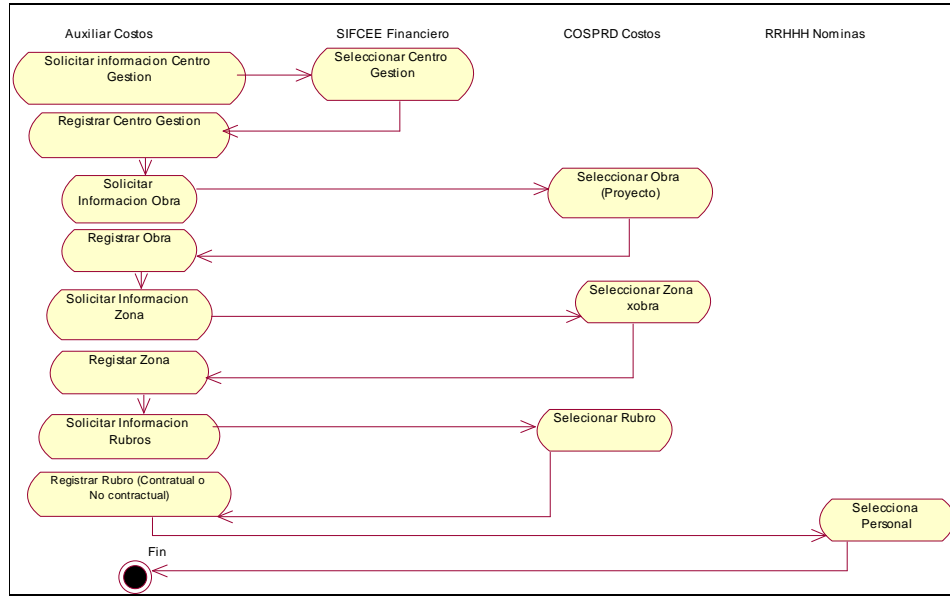 Auxiliar Costos
SIFCEE Financiero
COSPRD Costos
RRHHH Nominas
Solicitar informacion Centro
Gestion
Seleccionar Centro
Gestion
Registrar Centro Gestion
Solicitar
Informacion Obra
Seleccionar Obra
(Proyecto)
Registrar Obra
Solicitar Informacion
Zona
Seleccionar Zona
xobra
Registar Zona
Solicitar Informacion
Rubros
Selecionar Rubro
Registrar Rubro (Contratual o
No contractual)
Selecciona
Personal
Fin